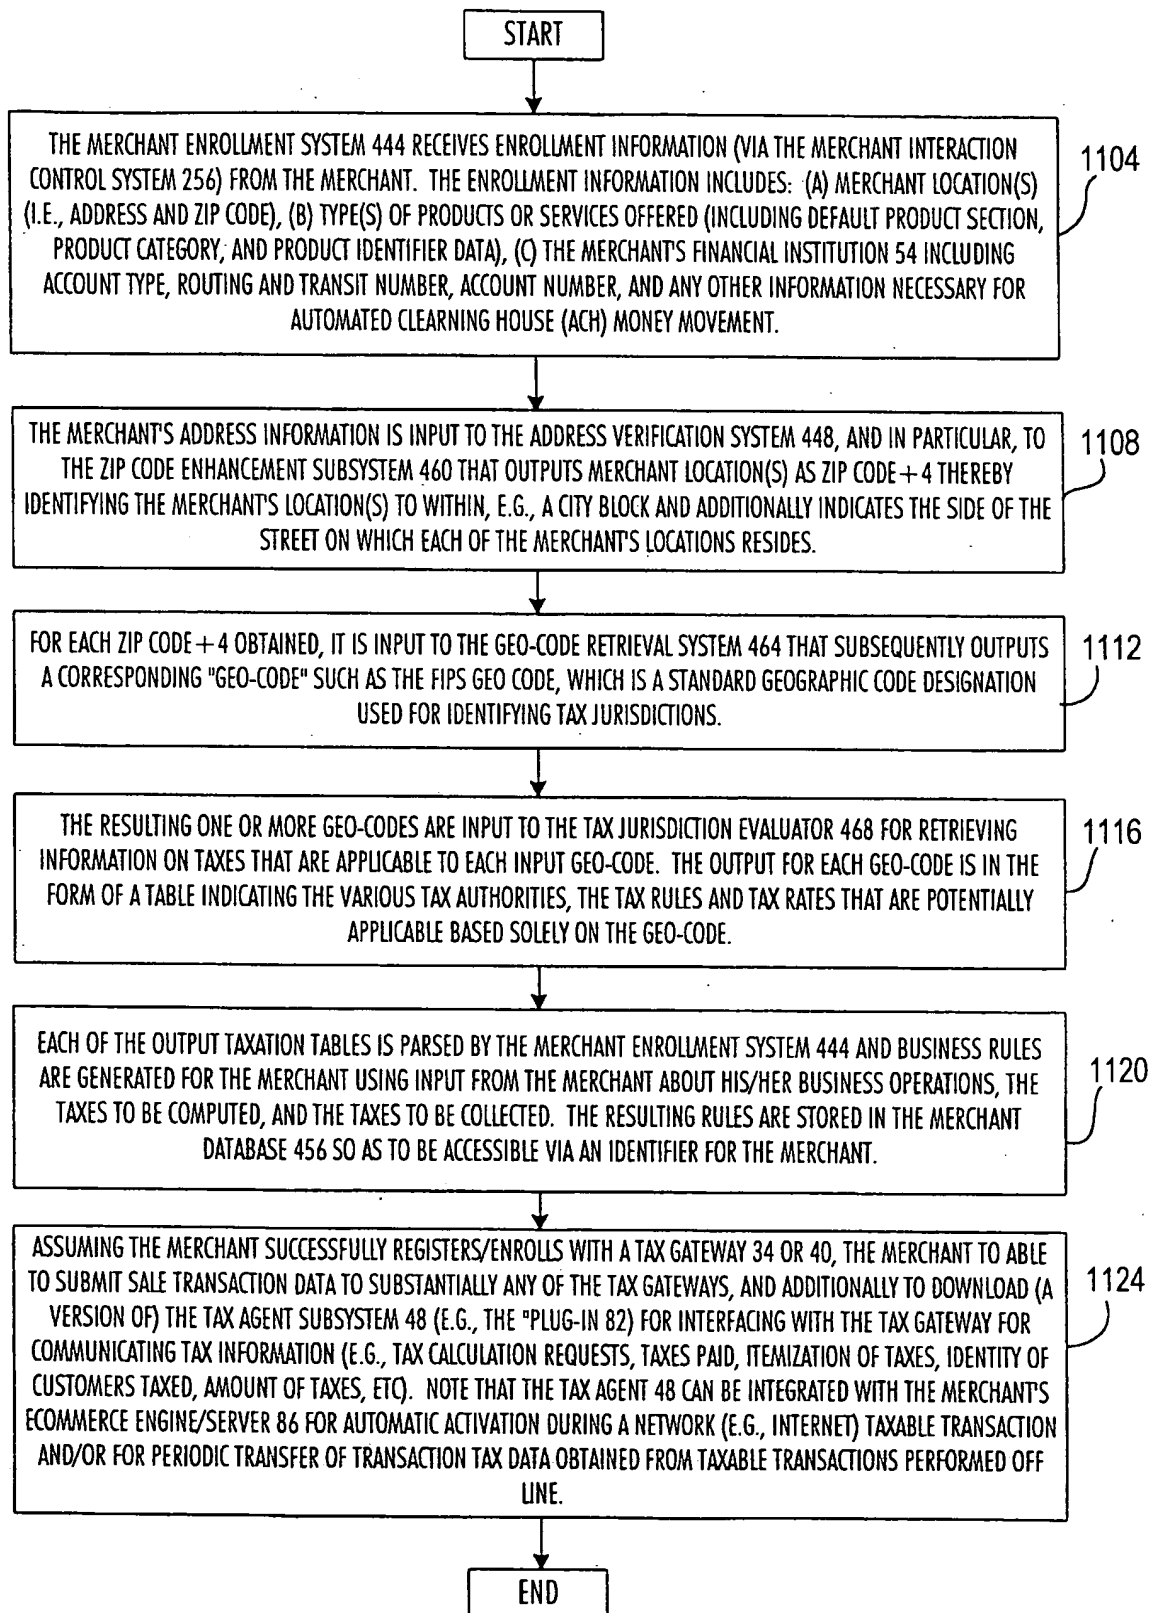 START
THE MERCHANT ENROLLMENT SYSTEM 444 RECEIVES ENROLLMENT INFORMATION (VIA THE MERCHANT INTERACTION
CONTROL SYSTEM 256) FROM THE MERCHANT. THE ENROLLMENT INFORMATION INCLUDES: (A) MERCHANT LOCATION(S)
(I.E., ADDRESS AND ZIP CODE), (B) TYPE(S) OF PRODUCTS OR SERVICES OFFERED (INCLUDING DEFAULT PRODUCT SECTION,
PRODUCT CATEGORY, AND PRODUCT IDENTIFIER DATA), (C) THE MERCHANT'S FINANCIAL INSTITUTION 54 INCLUDING
ACCOUNT TYPE, ROUTING AND TRANSIT NUMBER, ACCOUNT NUMBER, AND ANY OTHER INFORMATION NECESSARY FOR
AUTOMATED CLEARNING HOUSE (ACH) MONEY MOVEMENT.
1104
THE MERCHANT'S ADDRESS INFORMATION IS INPUT TO THE ADDRESS VERIFICATION SYSTEM 448, AND IN PARTICULAR, TO
THE ZIP CODE ENHANCEMENT SUBSYSTEM 460 THAT OUTPUTS MERCHANT LOCATION(S) AS ZIP CODE+4 THEREBY
IDENTIFYING THE MERCHANT'S LOCATION(S) TO WITHIN, E.G., A CITY BLOCK AND ADDITIONALLY INDICATES THE SIDE OF THE
STREET ON WHICH EACH OF THE MERCHANT'S LOCATIONS RESIDES.
1108
FOR EACH ZIP CODE+4 OBTAINED, IT IS INPUT TO THE GEO-CODE RETRIEVAL SYSTEM 464 THAT SUBSEQUENTLY OUTPUTS
A CORRESPONDING "GEO-CODE" SUCH AS THE FIPS GEO CODE, WHICH IS A STANDARD GEOGRAPHIC CODE DESIGNATION
USED FOR IDENTIFYING TAX JURISDICTIONS.
1112
THE RESULTING ONE OR MORE GEO-CODES ARE INPUT TO THE TAX JURISDICTION EVALUATOR 468 FOR RETRIEVING
INFORMATION ON TAXES THAT ARE APPLICABLE TO EACH INPUT GEO-CODE. THE OUTPUT FOR EACH GEO-CODE IS IN THE
FORM OF A TABLE INDICATING THE VARIOUS TAX AUTHORITIES, THE TAX RULES AND TAX RATES THAT ARE POTENTIALLY
APPLICABLE BASED SOLELY ON THE GEO-CODE.
1116
EACH OF THE OUTPUT TAXATION TABLES IS PARSED BY THE MERCHANT ENROLLMENT SYSTEM 444 AND BUSINESS RULES
ARE GENERATED FOR THE MERCHANT USING INPUT FROM THE MERCHANT ABOUT HIS/HER BUSINESS OPERATIONS, THE
TAXES TO BE COMPUTED, AND THE TAXES TO BE COLLECTED. THE RESULTING RULES ARE STORED IN THE MERCHANT
DATABASE 456 SO AS TO BE ACCESSIBLE VIA AN IDENTIFIER FOR THE MERCHANT.
1120
ASSUMING THE MERCHANT SUCCESSFULLY REGISTERS/ENROLLS WITH A TAX GATEWAY 34 OR 40, THE MERCHANT TO ABLE
TO SUBMIT SALE TRANSACTION DATA TO SUBSTANTIALLY ANY OF THE TAX GATEWAYS, AND ADDITIONALLY TO DOWNLOAD (A
VERSION OF) THE TAX AGENT SUBSYSTEM 48 (E.G., THE "PLUG-IN 82) FOR INTERFACING WITH THE TAX GATEWAY FOR
COMMUNICATING TAX INFORMATION (E.G., TAX CALCULATION REQUESTS, TAXES PAID, ITEMIZATION OF TAXES, IDENTITY OF
CUSTOMERS TAXED, AMOUNT OF TAXES, ETC). NOTE THAT THE TAX AGENT 48 CAN BE INTEGRATED WITH THE MERCHANT'S
ECOMMERCE ENGINE/SERVER 86 FOR AUTOMATIC ACTIVATION DURING A NETWORK (E.G., INTERNET) TAXABLE TRANSACTION
AND/OR FOR PERIODIC TRANSFER OF TRANSACTION TAX DATA OBTAINED FROM TAXABLE TRANSACTIONS PERFORMED OFF
LINE.
1124
END